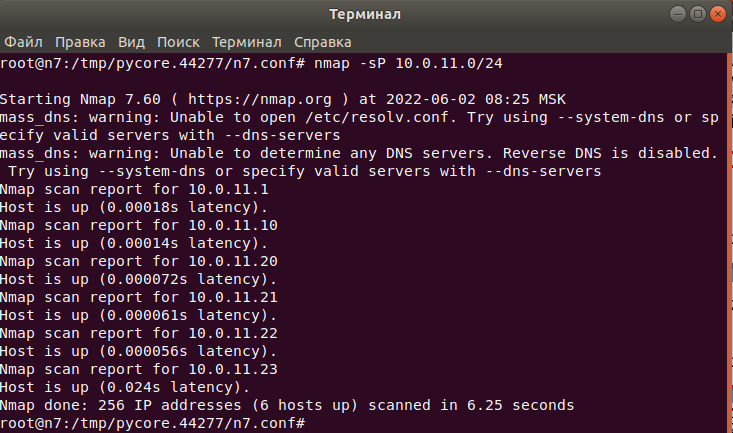 Терминал
Файл Правка Вид Поиск Терминал Справка
root@n7:/tmp/pycore.44277/n7.conf# nmap -sP 10.0.11.0/24
Starting Nmap 7.60 ( https://nmap.org ) at 2022-06-02 08:25 MSK
mass_dns: warning: Unable to open /etc/resolv.conf. Try using --system-dns or sp
ecify valid servers with --dns-servers
mass_dns: warning: Unable to determine any DNS servers. Reverse DNS is disabled.
 Try using --system-dns or specify valid servers with --dns-servers
Nmap scan report for 10.0.11.1
Host is up (0.00018s latency).
Nmap scan report for 10.0.11.10
Host is up (0.00014s latency).
Nmap scan report for 10.0.11.20
Host is up (0.000072s latency).
Nmap scan report for 10.0.11.21
Host is up (0.000061s latency).
Nmap scan report for 10.0.11.22
Host is up (0.000056s latency).
Nmap scan report for 10.0.11.23
Host is up (0.024s latency).
Nmap done: 256 IP addresses (6 hosts up) scanned in 6.25 seconds
root@n7:/tmp/pycore.44277/n7.conf#